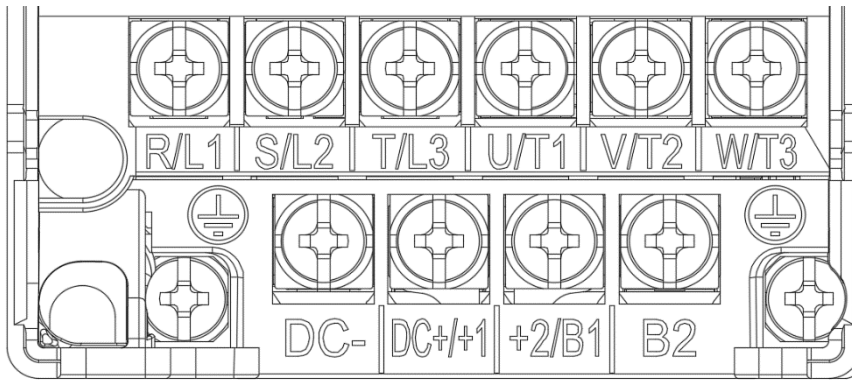 R/L1 S/L2 T/L3 U/T1 V/T2 W/T3
DC- DC+/+1 +2/B1 B2